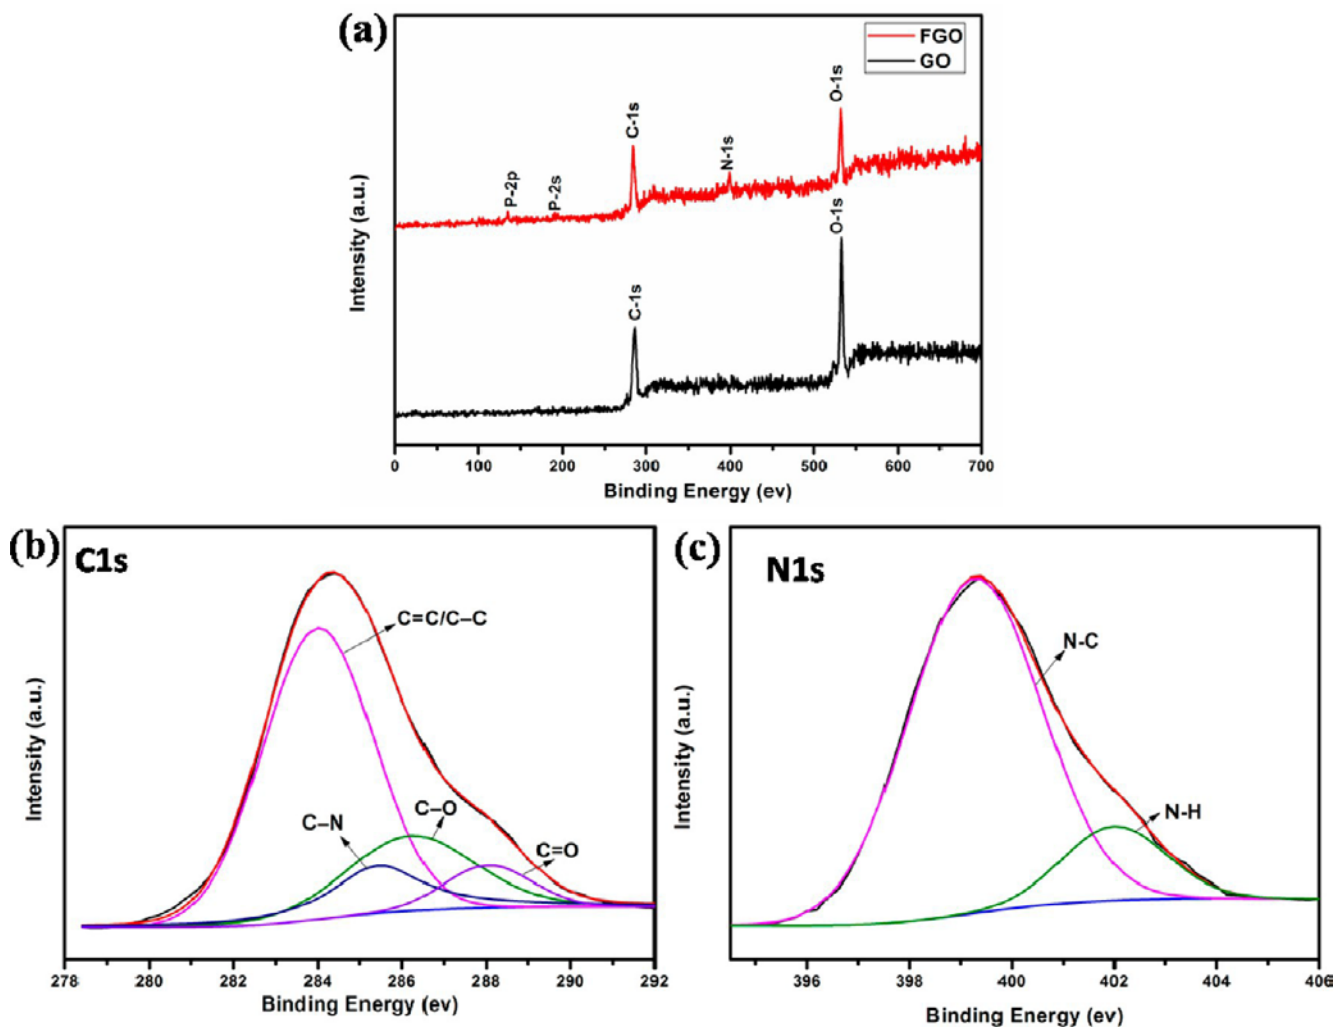 (a)
FGO
GO
P-2p
P-2s
C-1s
N-1s
O-1s
C-1s
O-1s
Intensity (a.u.)
0 100 200 300 400 500 600 700
Binding Energy (ev)
(b)
C1s
C=C/C–C
C–N
C–O
C=O
Intensity (a.u.)
278 280 282 284 286 288 290 292
Binding Energy (ev)
(c)
N1s
N-C
N-H
Intensity (a.u.)
396 398 400 402 404 406
Binding Energy (ev)